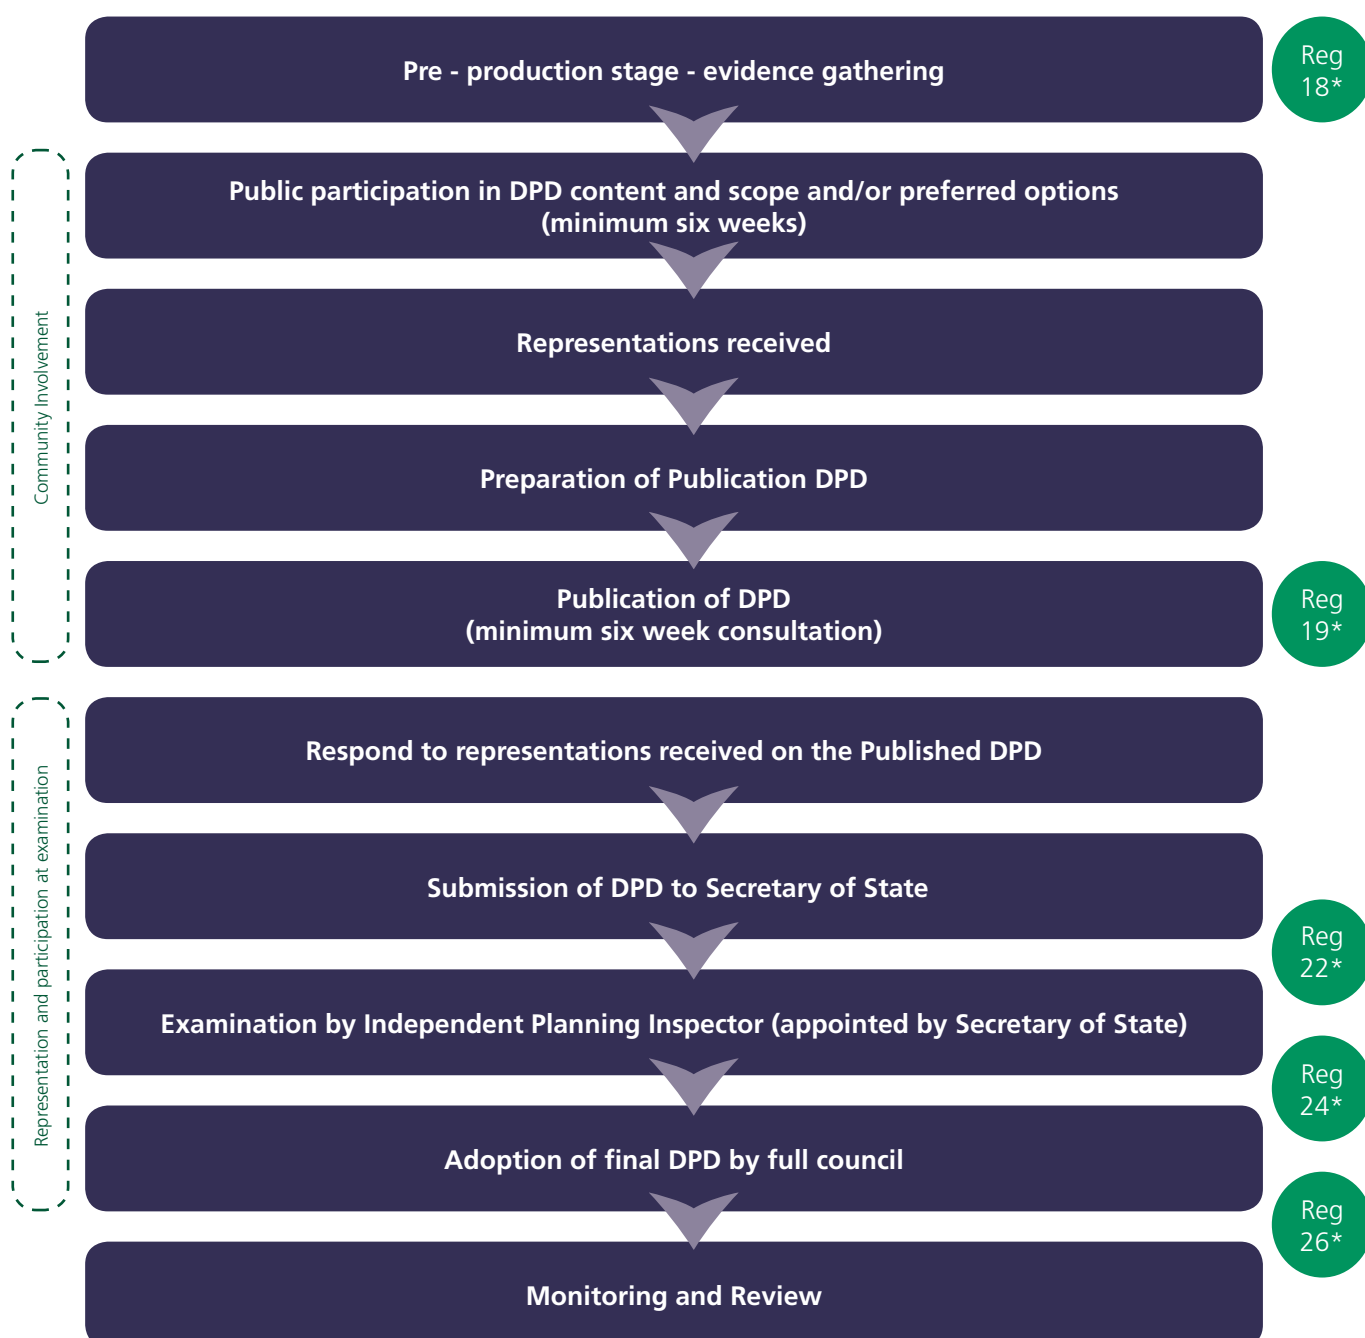 Pre - production stage - evidence gathering
Reg
18*
Public participation in DPD content and scope and/or preferred options
(minimum six weeks)
Representations received
Community Involvement
Preparation of Publication DPD
Publication of DPD
(minimum six week consultation)
Reg
19*
Respond to representations received on the Published DPD
Submission of DPD to Secretary of State
Representation and participation at examination
Reg
22*
Examination by Independent Planning Inspector (appointed by Secretary of State)
Reg
24*
Adoption of final DPD by full council
Reg
26*
Monitoring and Review